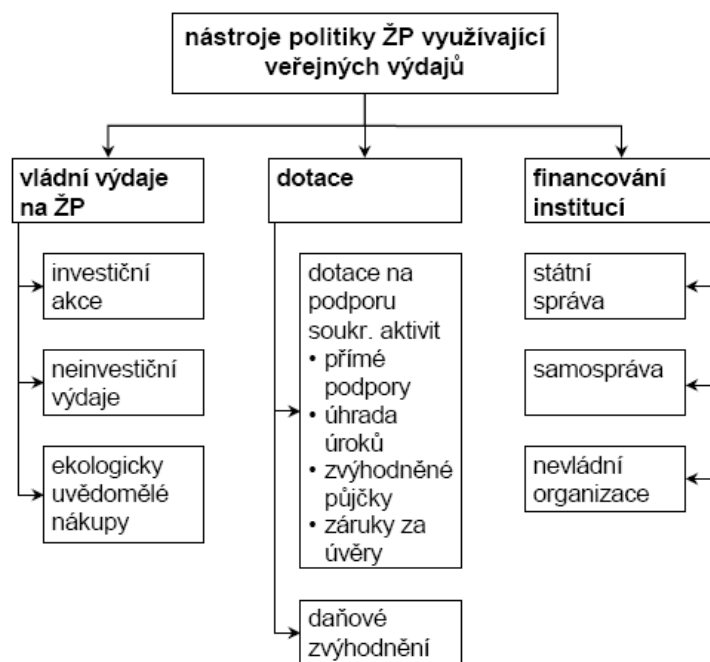 nástroje politiky ŽP využívající
veřejných výdajů
vládní výdaje
na ŽP
investiční
akce
neinvestiční
výdaje
ekologicky
uvědomělé
nákupy
dotace
dotace na
podporu
soukr. aktivit
• přímé
podpory
• úhrada
úroků
• zvýhodněné
půjčky
• záruky za
úvěry
daňové
zvýhodnění
financování
institucí
státní
správa
samospráva
nevládní
organizace